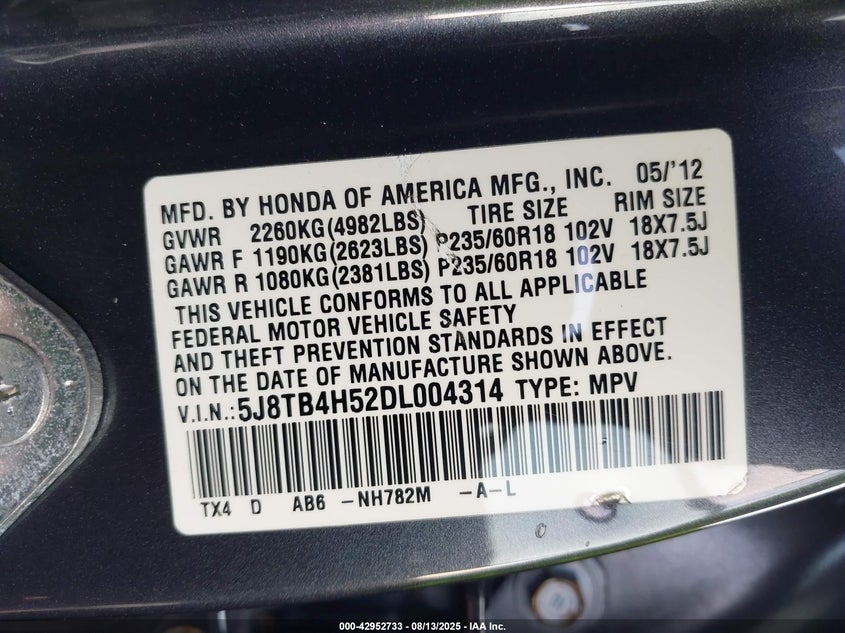 MFD. BY HONDA OF AMERICA MFG., INC. 05/'12
TIRE SIZE RIM SIZE
GVWR 2260KG(4982LBS)
GAWR F 1190KG(2623LBS) P235/60R18 102V 18X7.5J
GAWR R 1080KG(2381LBS) P235/60R18 102V 18X7.5J
THIS VEHICLE CONFORMS TO ALL APPLICABLE
FEDERAL MOTOR VEHICLE SAFETY
AND THEFT PREVENTION STANDARDS IN EFFECT
ON THE DATE OF MANUFACTURE SHOWN ABOVE.
V.I.N.:5J8TB4H52DL004314 TYPE: MPV
TX4 D AB6 -NH782M -A-L
000-42952733 - 08/13/2025 - IAA Inc.